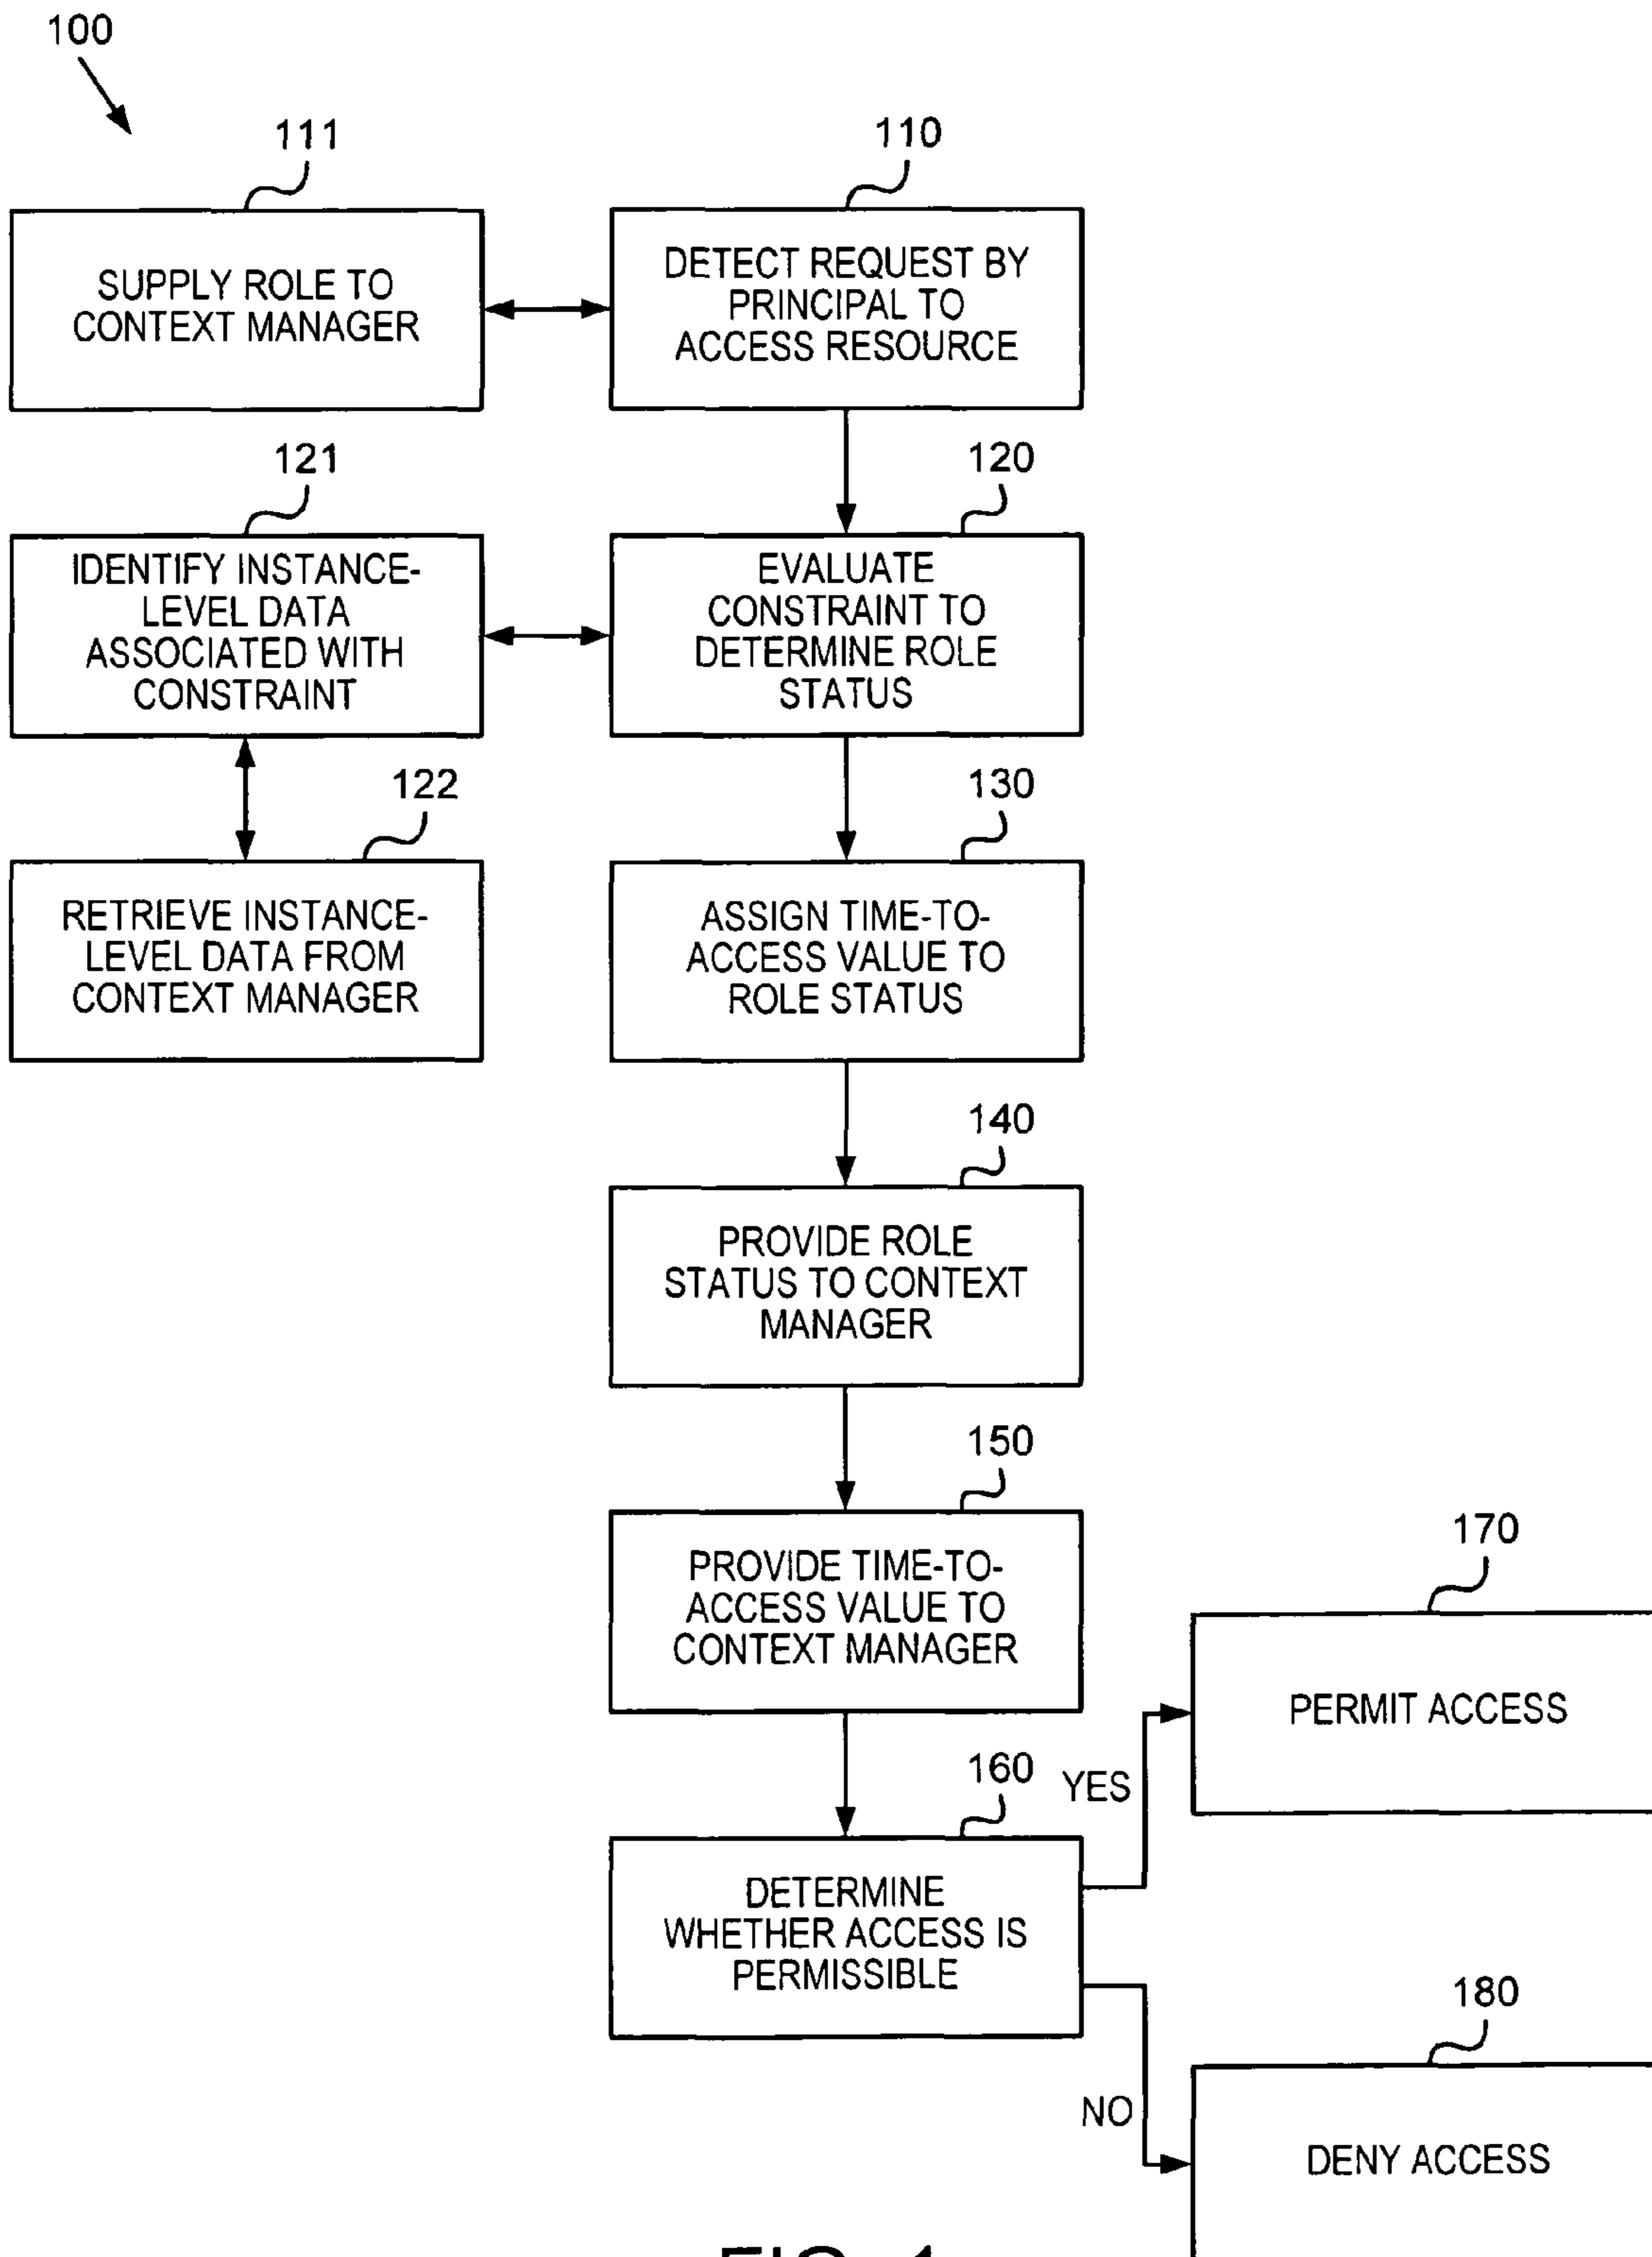 100
111
110
SUPPLY ROLE TO
CONTEXT MANAGER
DETECT REQUEST BY
PRINCIPAL TO
ACCESS RESOURCE
121
120
IDENTIFY INSTANCE-
LEVEL DATA
ASSOCIATED WITH
CONSTRAINT
EVALUATE
CONSTRAINT TO
DETERMINE ROLE
STATUS
122
130
RETRIEVE INSTANCE-
LEVEL DATA FROM
CONTEXT MANAGER
ASSIGN TIME-TO-
ACCESS VALUE TO
ROLE STATUS
140
PROVIDE ROLE
STATUS TO CONTEXT
MANAGER
150
PROVIDE TIME-TO-
ACCESS VALUE TO
CONTEXT MANAGER
170
PERMIT ACCESS
160
YES
DETERMINE
WHETHER ACCESS IS
PERMISSIBLE
180
NO
DENY ACCESS
FIG. 1